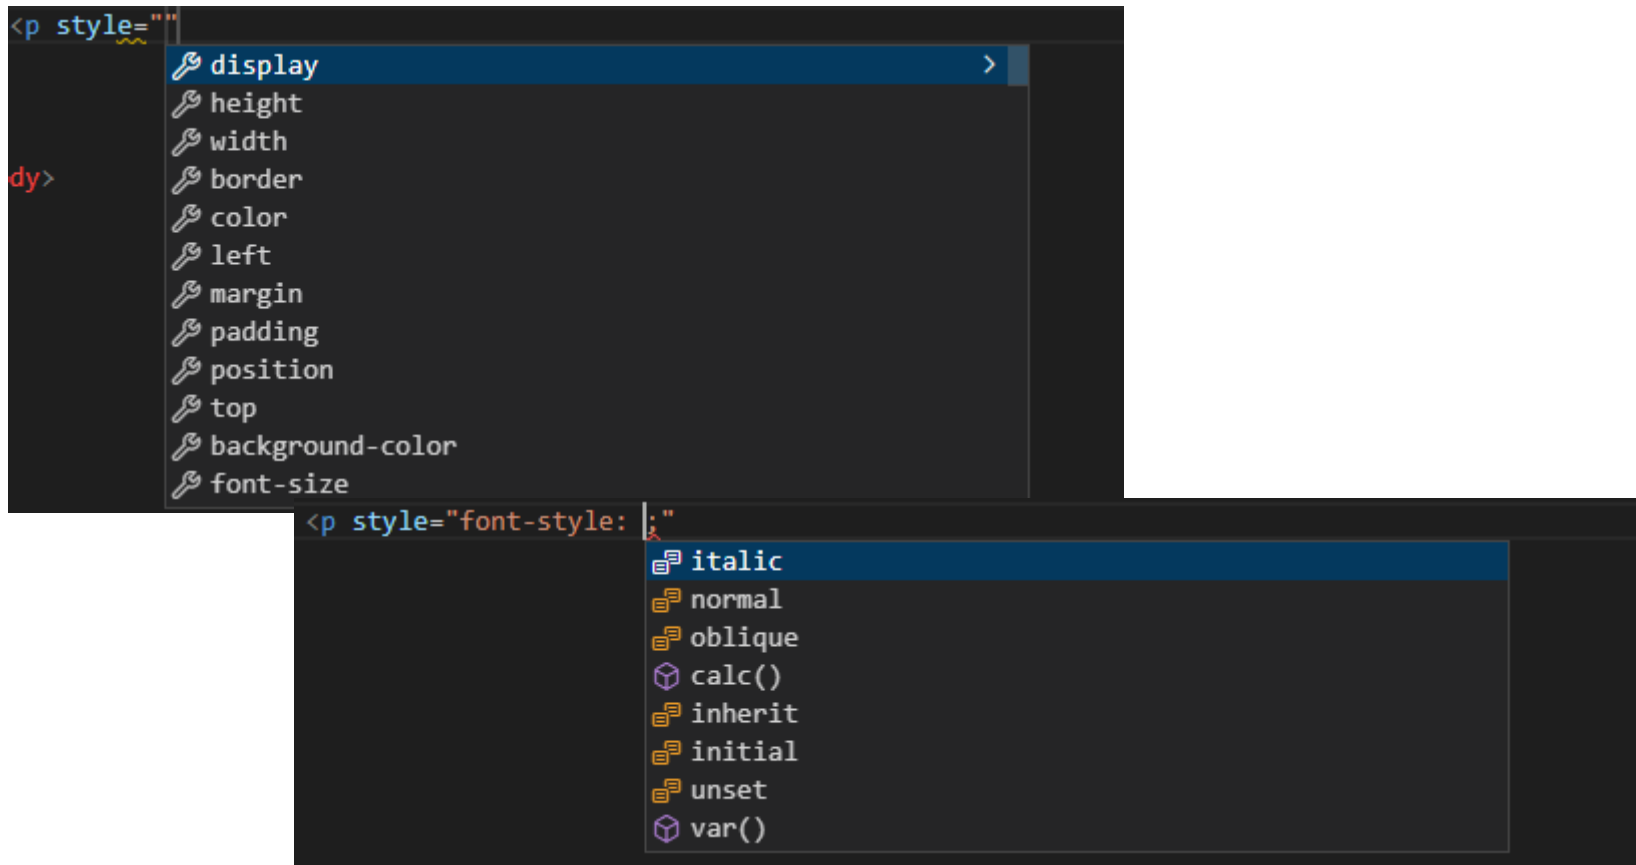 <p style=""
display
height
width
dy>
border
color
left
margin
padding
position
top
background-color
font-size
<p style="font-style: ;"
italic
normal
oblique
calc()
inherit
initial
unset
var()